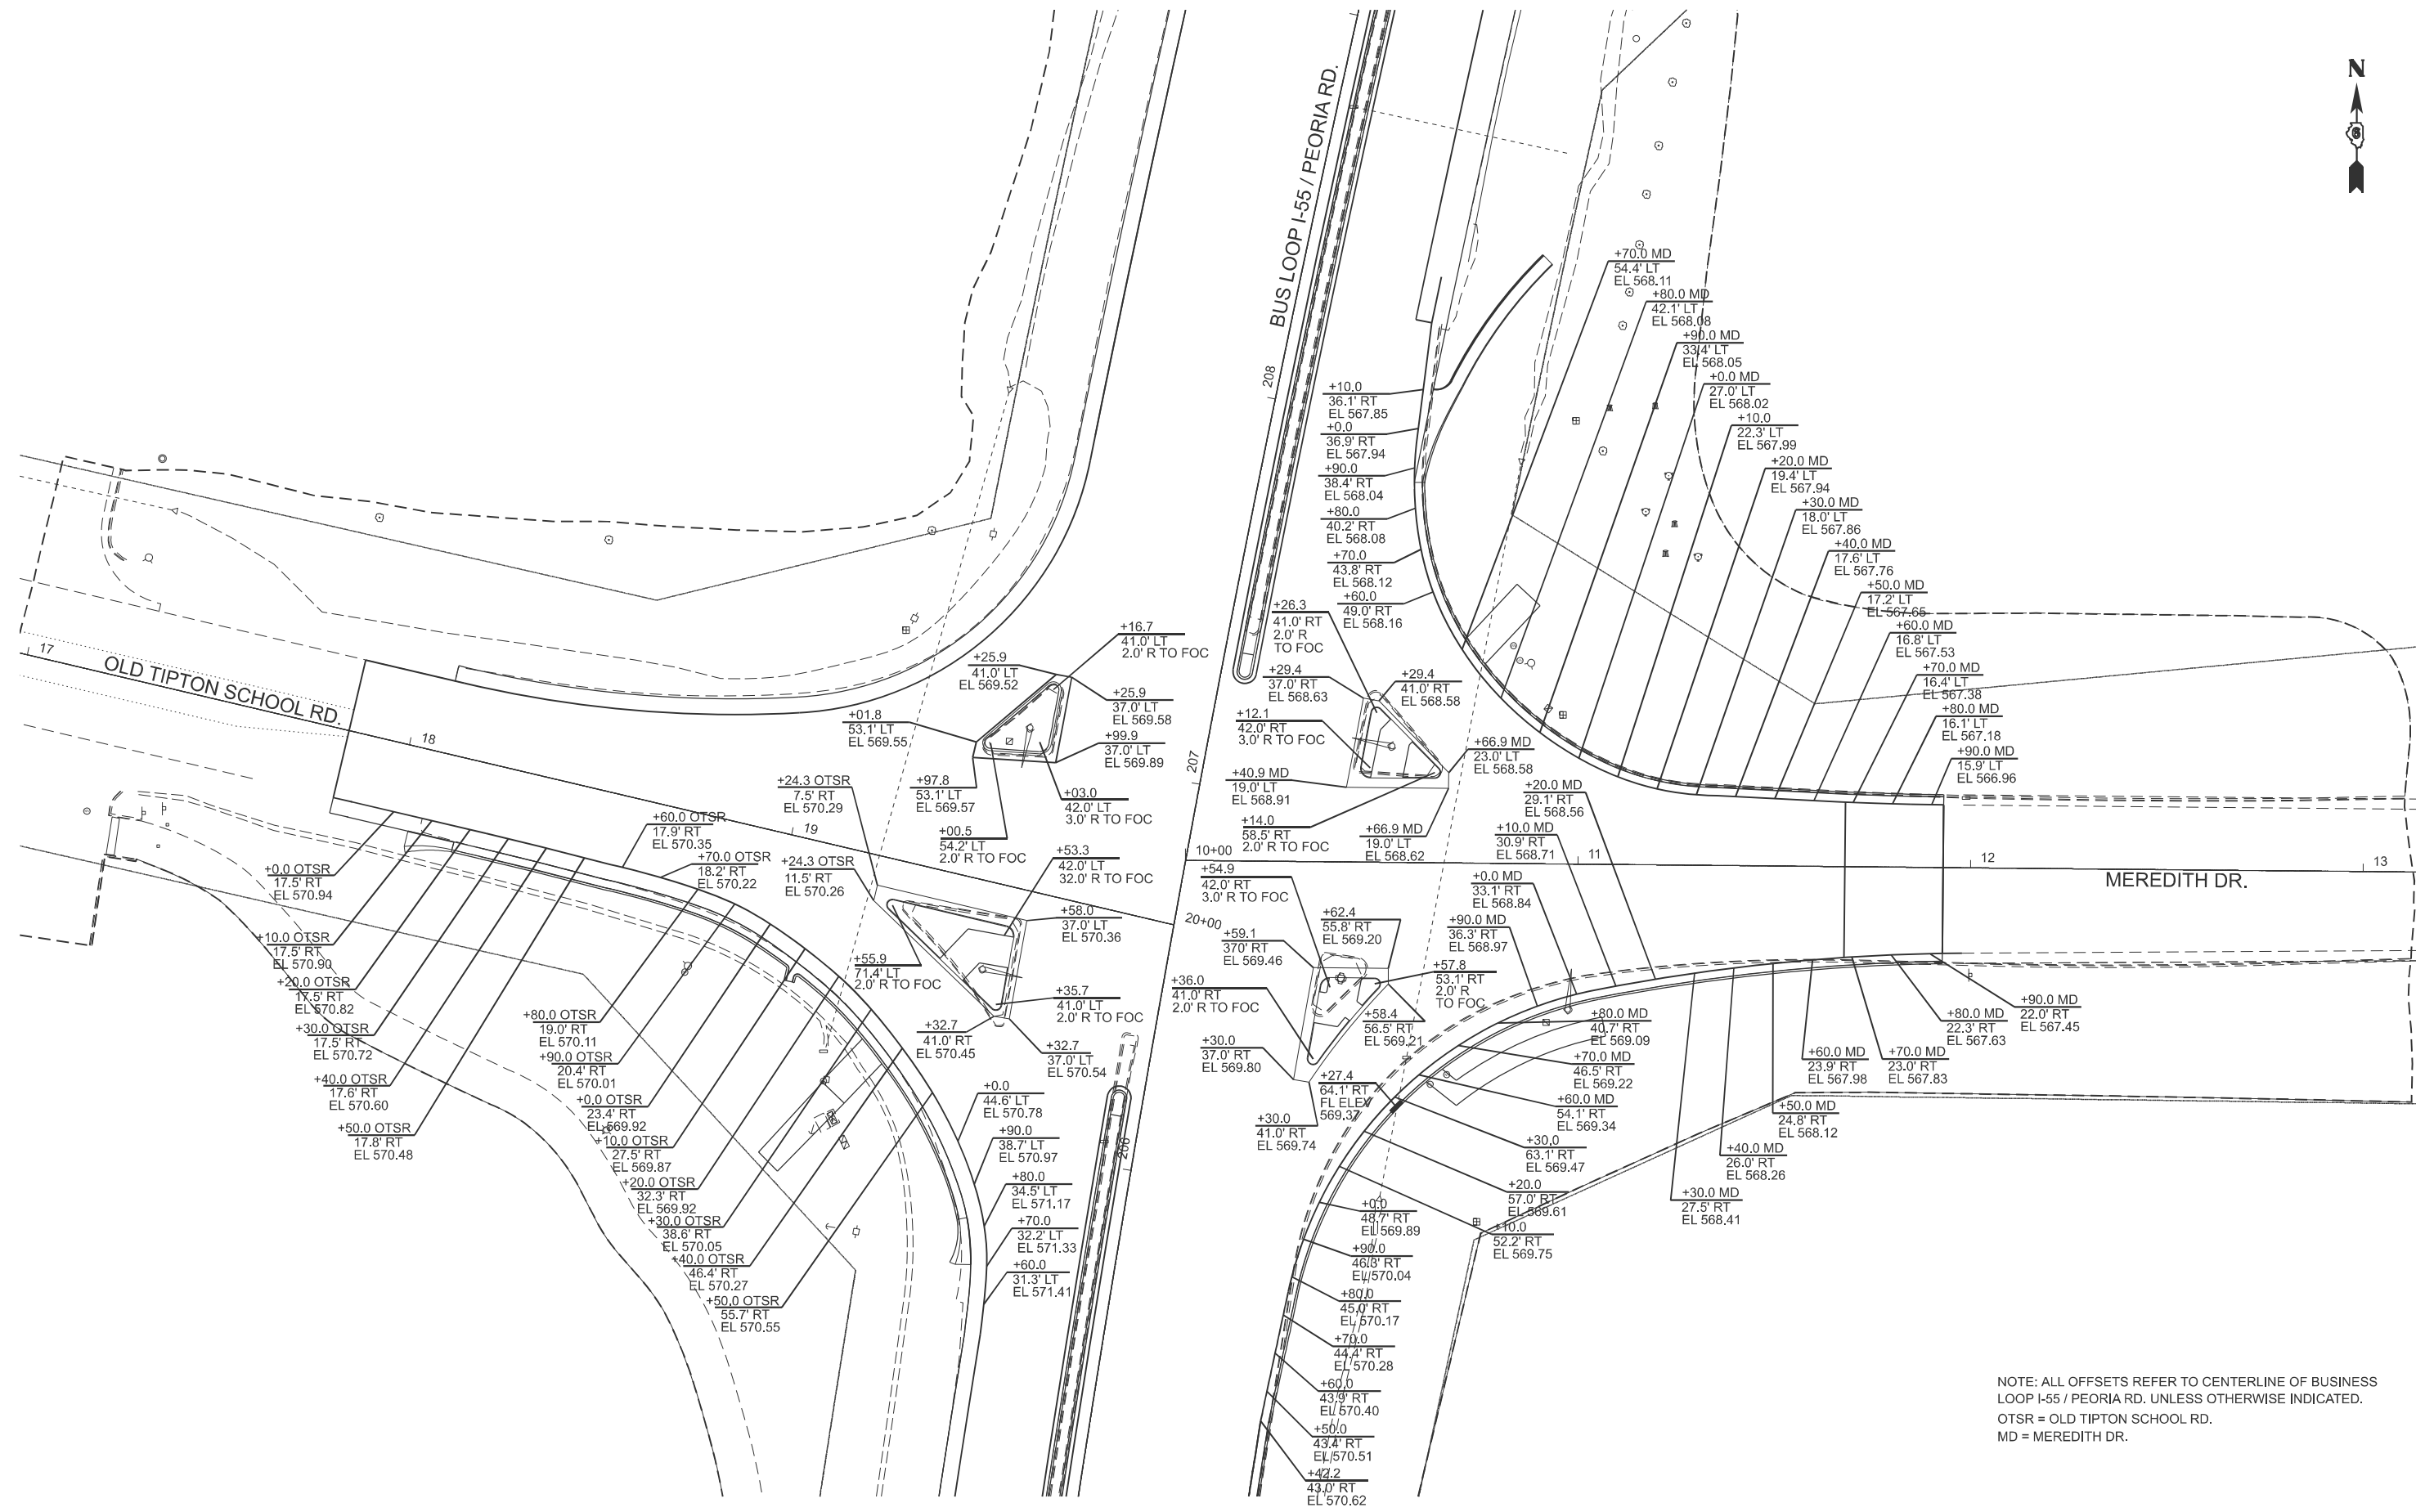 N
6
BUS LOOP I-55 / PEORIA RD.
208
207
206
OLD TIPTON SCHOOL RD.
17
18
19
20+00
10+00
11
12
13
MEREDITH DR.
+70.0 MD
54.4' LT
EL 568.11
+80.0 MD
42.1' LT
EL 568.08
+90.0 MD
33.4' LT
EL 568.05
+0.0 MD
27.0' LT
EL 568.02
+10.0
22.3' LT
EL 567.99
+20.0 MD
19.4' LT
EL 567.94
+30.0 MD
18.0' LT
EL 567.86
+40.0 MD
17.6' LT
EL 567.76
+50.0 MD
17.2' LT
EL 567.65
+60.0 MD
16.8' LT
EL 567.53
+70.0 MD
16.4' LT
EL 567.38
+80.0 MD
16.1' LT
EL 567.18
+90.0 MD
15.9' LT
EL 566.96
+10.0
36.1' RT
EL 567.85
+0.0
36.9' RT
EL 567.94
+90.0
38.4' RT
EL 568.04
+80.0
40.2' RT
EL 568.08
+70.0
43.8' RT
EL 568.12
+60.0
49.0' RT
EL 568.16
+26.3
41.0' RT
2.0' R
TO FOC
+29.4
37.0' RT
EL 568.63
+29.4
41.0' RT
EL 568.58
+12.1
42.0' RT
3.0' R TO FOC
+66.9 MD
23.0' LT
EL 568.58
+40.9 MD
19.0' LT
EL 568.91
+14.0
58.5' RT
2.0' R TO FOC
+66.9 MD
19.0' LT
EL 568.62
+16.7
41.0' LT
2.0' R TO FOC
+25.9
41.0' LT
EL 569.52
+25.9
37.0' LT
EL 569.58
+01.8
53.1' LT
EL 569.55
+99.9
37.0' LT
EL 569.89
+97.8
53.1' LT
EL 569.57
+03.0
42.0' LT
3.0' R TO FOC
+00.5
54.2' LT
2.0' R TO FOC
+24.3 OTSR
7.5' RT
EL 570.29
+24.3 OTSR
11.5' RT
EL 570.26
+53.3
42.0' LT
32.0' R TO FOC
+58.0
37.0' LT
EL 570.36
+55.9
71.4' LT
2.0' R TO FOC
+35.7
41.0' LT
2.0' R TO FOC
+32.7
41.0' RT
EL 570.45
+32.7
37.0' LT
EL 570.54
+60.0 OTSR
17.9' RT
EL 570.35
+70.0 OTSR
18.2' RT
EL 570.22
+0.0 OTSR
17.5' RT
EL 570.94
+10.0 OTSR
17.5' RT
EL 570.90
+20.0 OTSR
17.5' RT
EL 570.82
+30.0 OTSR
17.5' RT
EL 570.72
+40.0 OTSR
17.6' RT
EL 570.60
+50.0 OTSR
17.8' RT
EL 570.48
+80.0 OTSR
19.0' RT
EL 570.11
+90.0 OTSR
20.4' RT
EL 570.01
+0.0 OTSR
23.4' RT
EL 569.92
+10.0 OTSR
27.5' RT
EL 569.87
+20.0 OTSR
32.3' RT
EL 569.92
+30.0 OTSR
38.6' RT
EL 570.05
+40.0 OTSR
46.4' RT
EL 570.27
+50.0 OTSR
55.7' RT
EL 570.55
+0.0
44.6' LT
EL 570.78
+90.0
38.7' LT
EL 570.97
+80.0
34.5' LT
EL 571.17
+70.0
32.2' LT
EL 571.33
+60.0
31.3' LT
EL 571.41
+54.9
42.0' RT
3.0' R TO FOC
+59.1
370' RT
EL 569.46
+62.4
55.8' RT
EL 569.20
+57.8
53.1' RT
2.0' R
TO FOC
+36.0
41.0' RT
2.0' R TO FOC
+58.4
56.5' RT
EL 569.21
+30.0
37.0' RT
EL 569.80
+30.0
41.0' RT
EL 569.74
+27.4
64.1' RT
FL ELEV
569.37
+20.0 MD
29.1' RT
EL 568.56
+10.0 MD
30.9' RT
EL 568.71
+0.0 MD
33.1' RT
EL 568.84
+90.0 MD
36.3' RT
EL 568.97
+80.0 MD
40.7' RT
EL 569.09
+70.0 MD
46.5' RT
EL 569.22
+60.0 MD
54.1' RT
EL 569.34
+30.0
63.1' RT
EL 569.47
+20.0
57.0' RT
EL 569.61
+10.0
52.2' RT
EL 569.75
+0.0
48.7' RT
EL 569.89
+90.0
46.3' RT
EL 570.04
+80.0
45.0' RT
EL 570.17
+70.0
44.4' RT
EL 570.28
+60.0
43.9' RT
EL 570.40
+50.0
43.4' RT
EL 570.51
+42.2
43.0' RT
EL 570.62
+30.0 MD
27.5' RT
EL 568.41
+40.0 MD
26.0' RT
EL 568.26
+50.0 MD
24.8' RT
EL 568.12
+60.0 MD
23.9' RT
EL 567.98
+70.0 MD
23.0' RT
EL 567.83
+80.0 MD
22.3' RT
EL 567.63
+90.0 MD
22.0' RT
EL 567.45
NOTE: ALL OFFSETS REFER TO CENTERLINE OF BUSINESS
LOOP I-55 / PEORIA RD. UNLESS OTHERWISE INDICATED.
OTSR = OLD TIPTON SCHOOL RD.
MD = MEREDITH DR.